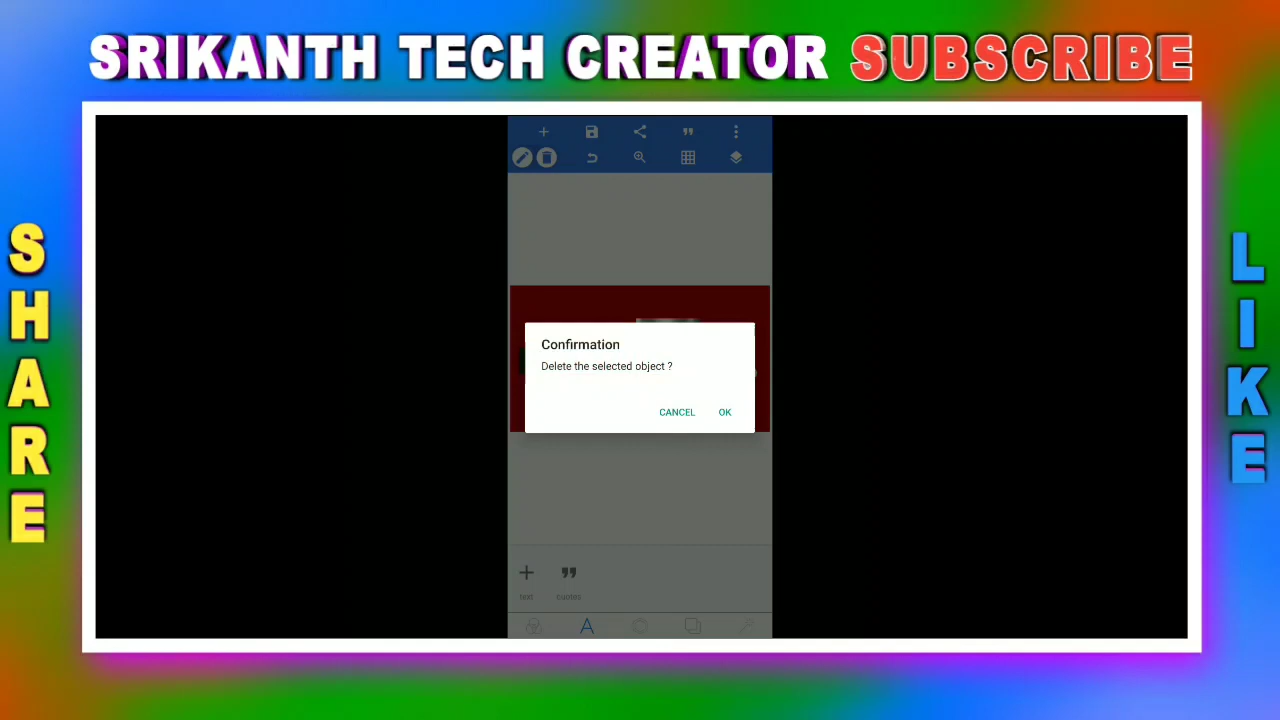 SRIKANTH TECH CREATOR SUBSCRIBE
SHARE
LIKE
Confirmation
Delete the selected object ?
CANCEL OK
text quotes